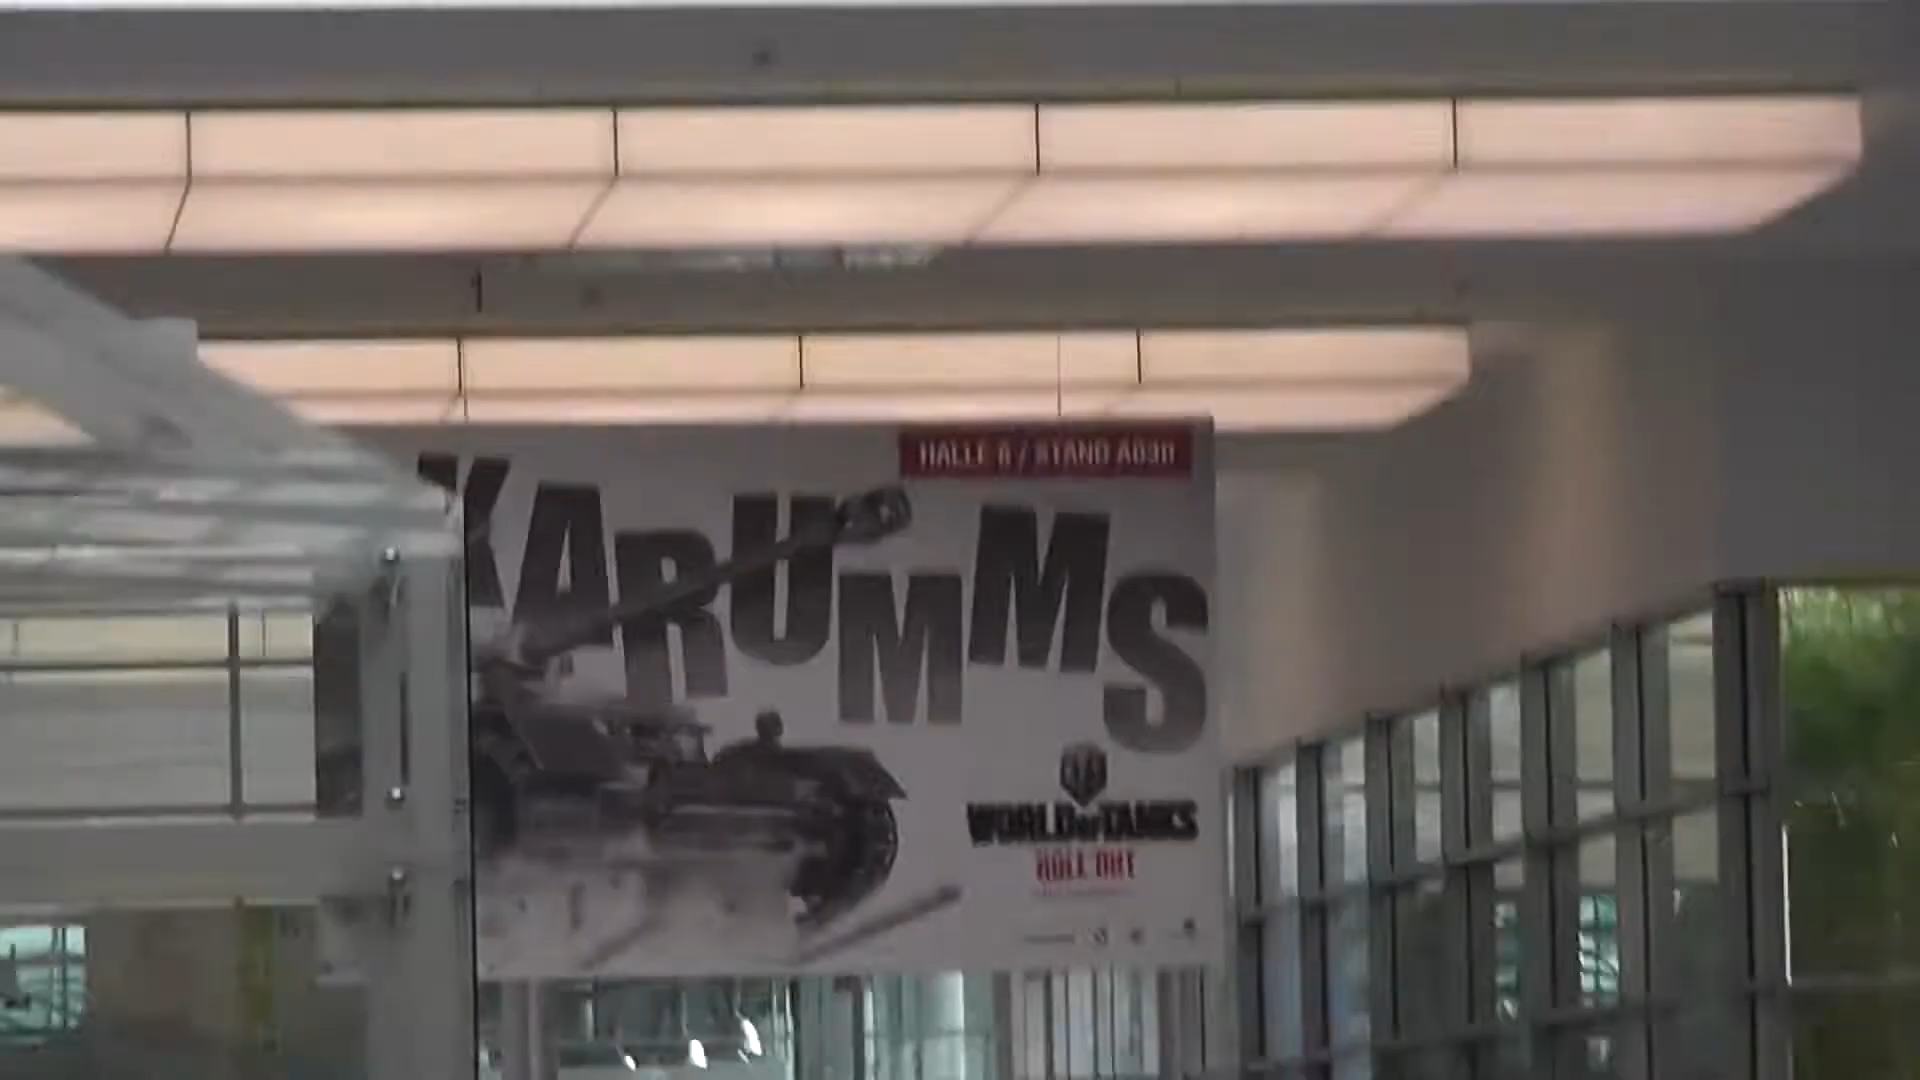 HALLE 8 / STAND A030
KARUMMS
WORLD OF TANKS
ROLL OUT